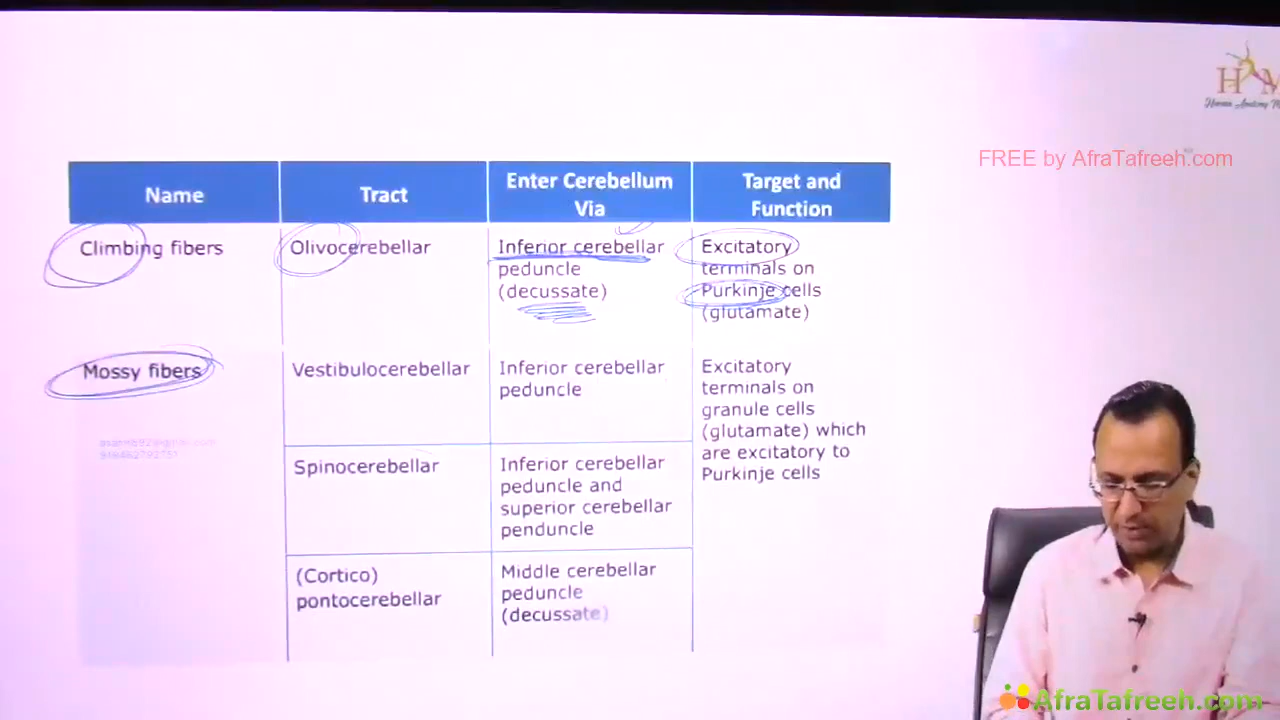 H M
Human Anatomy
FREE by AfraTafreeh.com
Name
Tract
Enter Cerebellum
Via
Target and
Function
Climbing fibers
Olivocerebellar
Inferior cerebellar
peduncle
(decussate)
Excitatory
terminals on
Purkinje cells
(glutamate)
Mossy fibers
Vestibulocerebellar
Inferior cerebellar
peduncle
Excitatory
terminals on
granule cells
(glutamate) which
are excitatory to
Purkinje cells
Spinocerebellar
Inferior cerebellar
peduncle and
superior cerebellar
penduncle
(Cortico)
pontocerebellar
Middle cerebellar
peduncle
(decussate)
AfraTafreeh.com